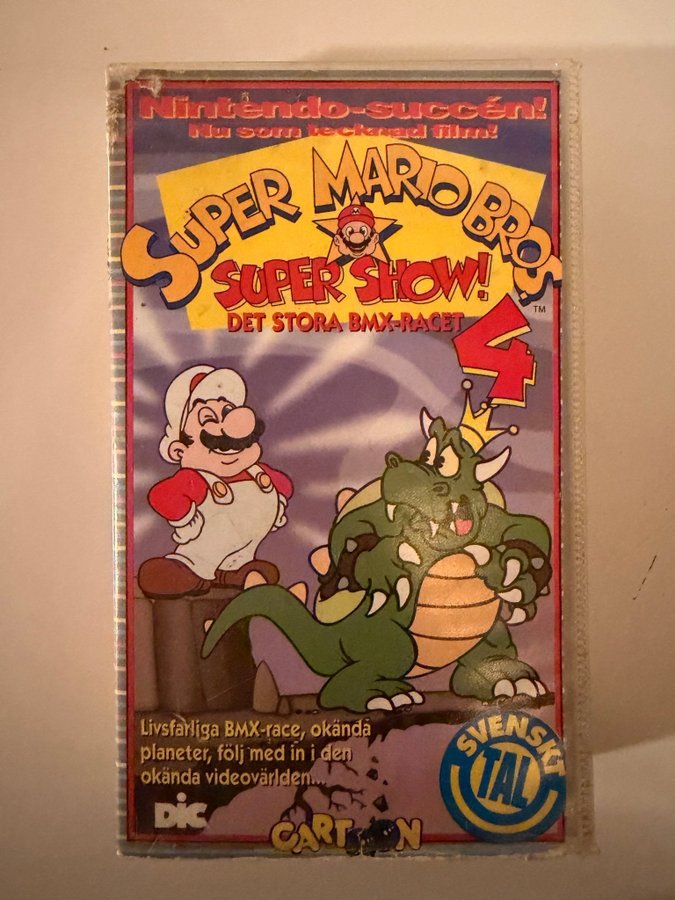 Nintendo-succén!
Nu som tecknad film!
SUPER MARIO BROS.
TM
SUPER SHOW!
DET STORA BMX-RACET
4
Livsfarliga BMX-race, okända
planeter, följ med in i den
okända videovärlden...
SVENSKT
TAL
DIC
CARTOON